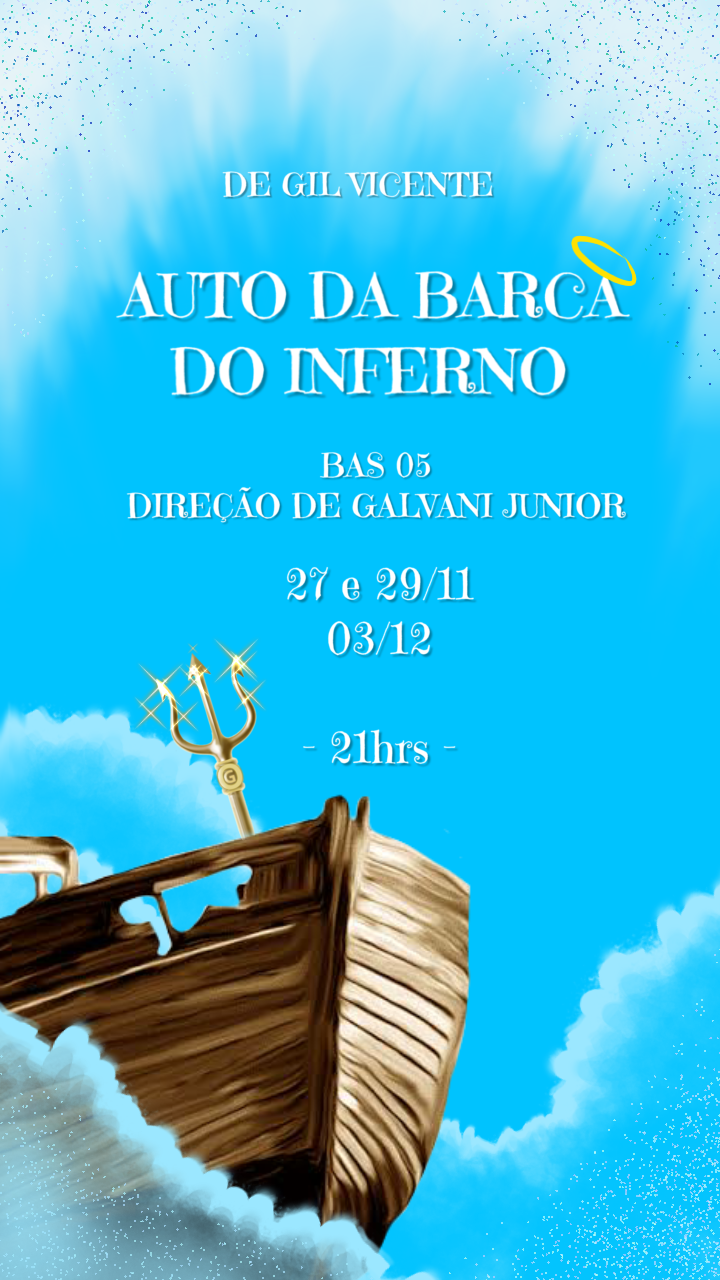 DE GIL VICENTE
AUTO DA BARCA
DO INFERNO
BAS 05
DIREÇÃO DE GALVANI JUNIOR
27 e 29/11
03/12
- 21hrs -
G